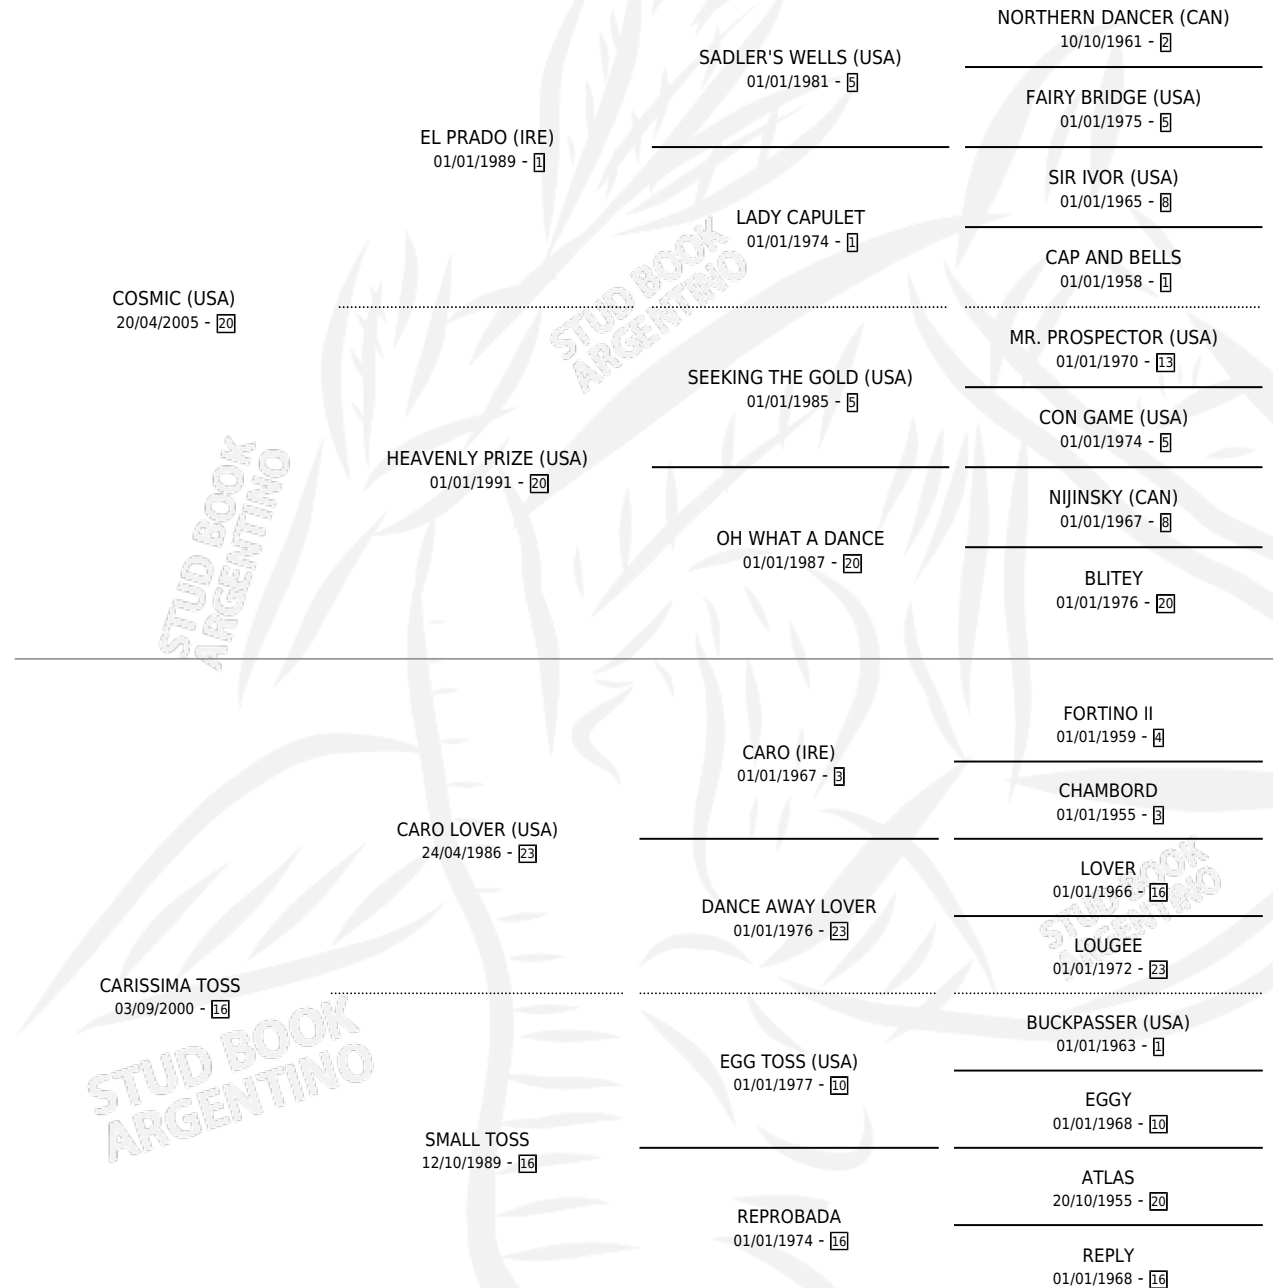 NORTHERN DANCER (CAN)
10/10/1961 - 2
SADLER'S WELLS (USA)
01/01/1981 - 5
FAIRY BRIDGE (USA)
01/01/1975 - 5
EL PRADO (IRE)
01/01/1989 - 1
SIR IVOR (USA)
01/01/1965 - 8
LADY CAPULET
01/01/1974 - 1
CAP AND BELLS
01/01/1958 - 1
COSMIC (USA)
20/04/2005 - 20
STUD BOOK
ARGENTINO
MR. PROSPECTOR (USA)
01/01/1970 - 13
SEEKING THE GOLD (USA)
01/01/1985 - 5
CON GAME (USA)
01/01/1974 - 5
HEAVENLY PRIZE (USA)
01/01/1991 - 20
NIJINSKY (CAN)
01/01/1967 - 8
OH WHAT A DANCE
01/01/1987 - 20
BLITEY
01/01/1976 - 20
STUD BOOK
ARGENTINO
FORTINO II
01/01/1959 - 4
CARO (IRE)
01/01/1967 - 3
CHAMBORD
01/01/1955 - 3
CARO LOVER (USA)
24/04/1986 - 23
LOVER
01/01/1966 - 16
DANCE AWAY LOVER
01/01/1976 - 23
LOUGEE
01/01/1972 - 23
STUD BOOK
ARGENTINO
CARISSIMA TOSS
03/09/2000 - 16
BUCKPASSER (USA)
01/01/1963 - 1
EGG TOSS (USA)
01/01/1977 - 10
EGGY
01/01/1968 - 10
STUD BOOK
ARGENTINO
SMALL TOSS
12/10/1989 - 16
ATLAS
20/10/1955 - 20
REPROBADA
01/01/1974 - 16
REPLY
01/01/1968 - 16